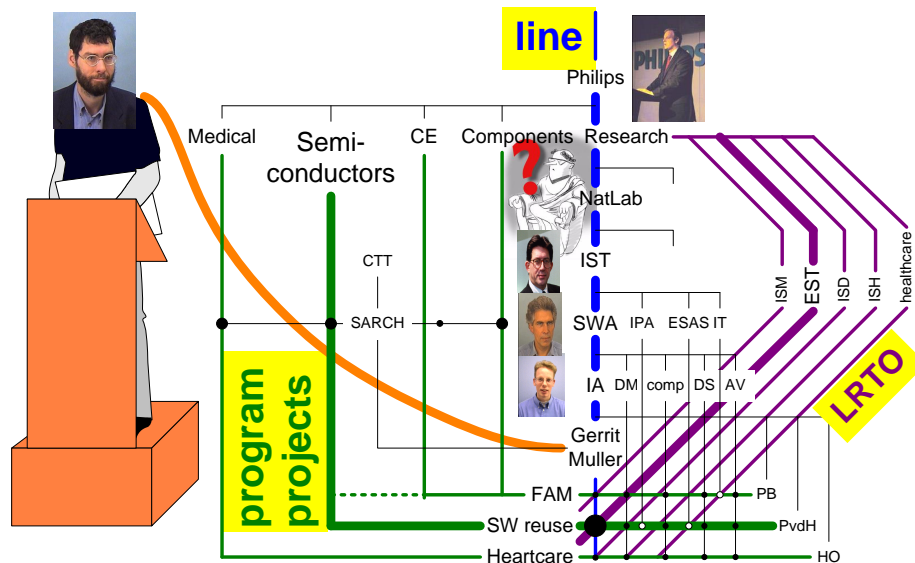 line
Philips
PHILIPS
Medical
Semi-
conductors
CE
Components
Research
?
NatLab
CTT
IST
ISM
EST
ISD
ISH
healthcare
SARCH
SWA
IPA
ESAS
IT
IA
DM
comp
DS
AV
LRTO
program
projects
Gerrit
Muller
FAM
PB
SW reuse
PvdH
Heartcare
HO